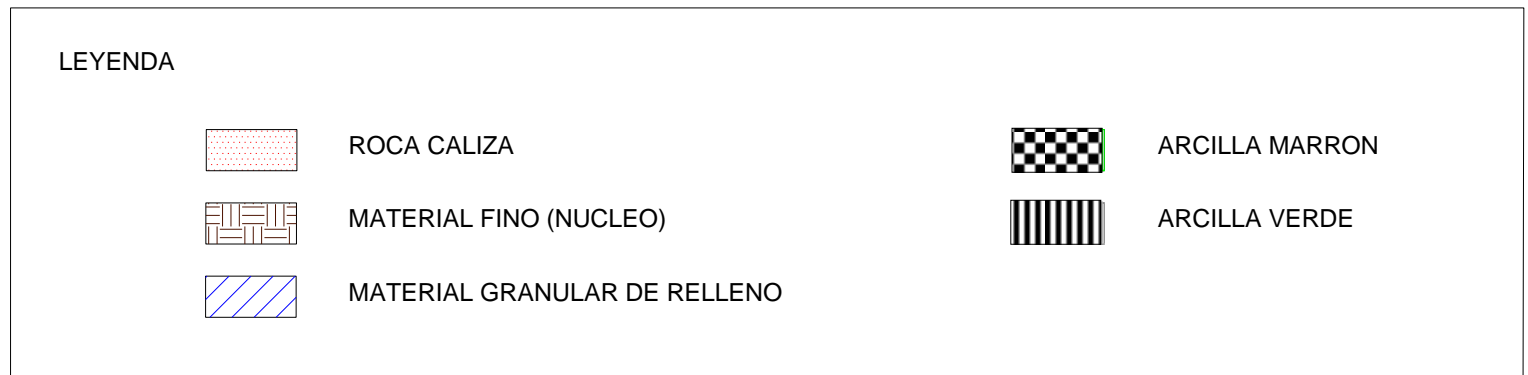 LEYENDA
ROCA CALIZA
MATERIAL FINO (NUCLEO)
MATERIAL GRANULAR DE RELLENO
ARCILLA MARRON
ARCILLA VERDE